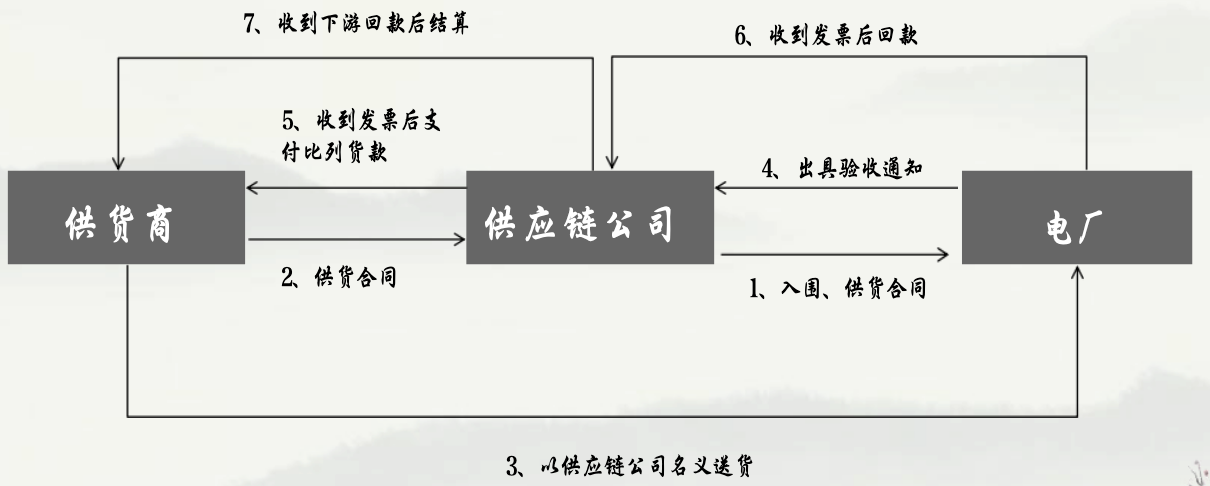 7、收到下游回款后结算
6、收到发票后回款
5、收到发票后支
付比列货款
4、出具验收通知
供货商
供应链公司
电厂
2、供货合同
1、入围、供货合同
3、以供应链公司名义送货